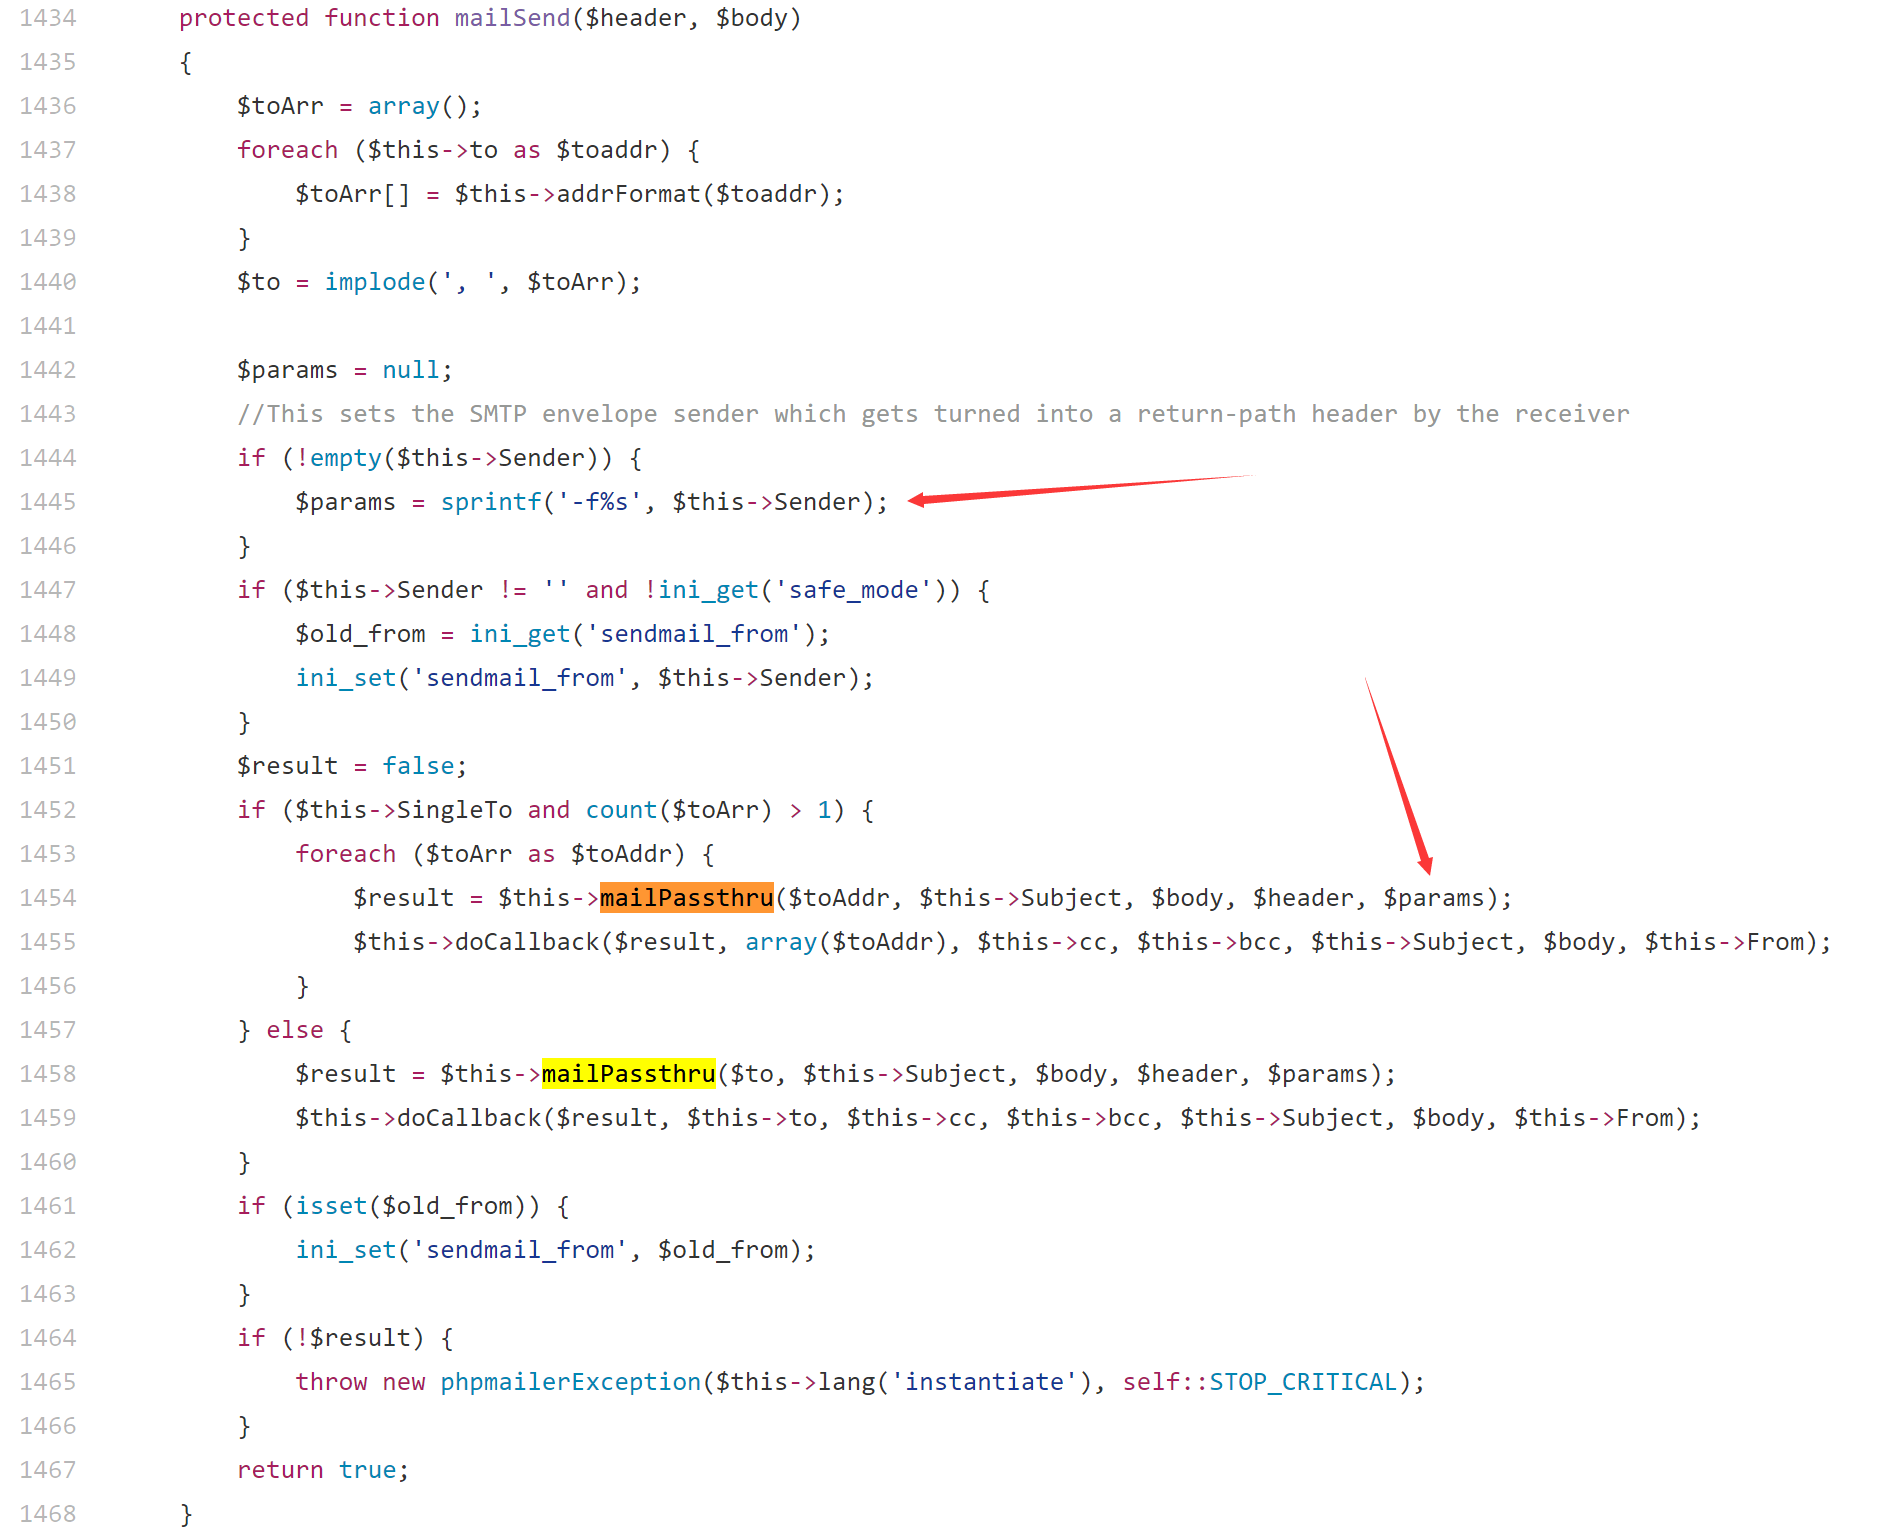 1434 protected function mailSend($header, $body)
1435 {
1436 $toArr = array();
1437 foreach ($this->to as $toaddr) {
1438 $toArr[] = $this->addrFormat($toaddr);
1439 }
1440 $to = implode(', ', $toArr);
1441
1442 $params = null;
1443 //This sets the SMTP envelope sender which gets turned into a return-path header by the receiver
1444 if (!empty($this->Sender)) {
1445 $params = sprintf('-f%s', $this->Sender);
1446 }
1447 if ($this->Sender != '' and !ini_get('safe_mode')) {
1448 $old_from = ini_get('sendmail_from');
1449 ini_set('sendmail_from', $this->Sender);
1450 }
1451 $result = false;
1452 if ($this->SingleTo and count($toArr) > 1) {
1453 foreach ($toArr as $toAddr) {
1454 $result = $this->mailPassthru($toAddr, $this->Subject, $body, $header, $params);
1455 $this->doCallback($result, array($toAddr), $this->cc, $this->bcc, $this->Subject, $body, $this->From);
1456 }
1457 } else {
1458 $result = $this->mailPassthru($to, $this->Subject, $body, $header, $params);
1459 $this->doCallback($result, $this->to, $this->cc, $this->bcc, $this->Subject, $body, $this->From);
1460 }
1461 if (isset($old_from)) {
1462 ini_set('sendmail_from', $old_from);
1463 }
1464 if (!$result) {
1465 throw new phpmailerException($this->lang('instantiate'), self::STOP_CRITICAL);
1466 }
1467 return true;
1468 }